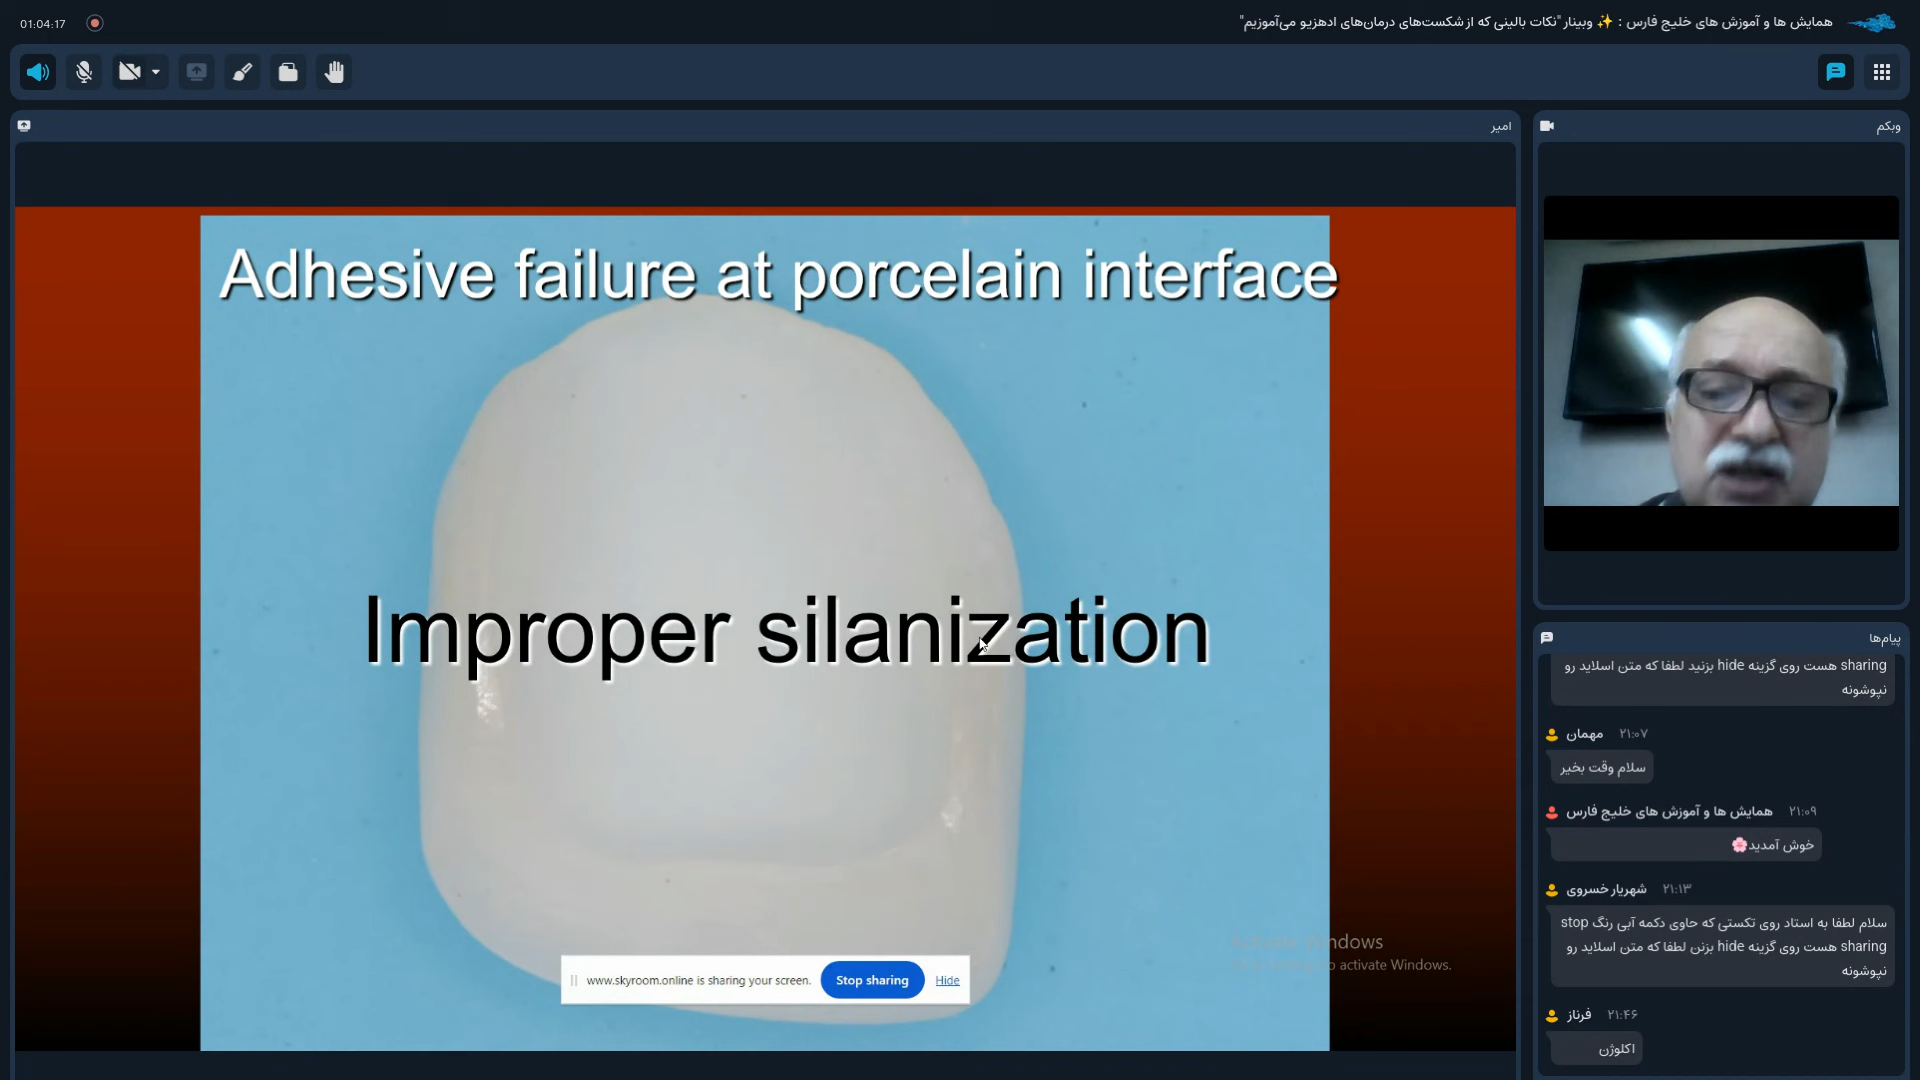 01:04:17
همایش ها و آموزش های خلیج فارس : ✨ وبینار "نکات بالینی که از شکست‌های درمان‌های ادهزیو می‌آموزیم"
امیر
وبکم
Adhesive failure at porcelain interface
Improper silanization
www.skyroom.online is sharing your screen. Stop sharing Hide
activate Windows.
پیام‌ها
sharing هست روی گزینه hide بزنید لطفا که متن اسلاید رو
نپوشونه
مهمان ۲۱:۰۷
سلام وقت بخیر
همایش ها و آموزش های خلیج فارس ۲۱:۰۹
خوش آمدید🌸
شهریار خسروی ۲۱:۱۳
سلام لطفا به استاد روی تکستی که حاوی دکمه آبی رنگ stop
sharing هست روی گزینه hide بزنن لطفا که متن اسلاید رو
نپوشونه
فرناز ۲۱:۴۶
اکلوژن